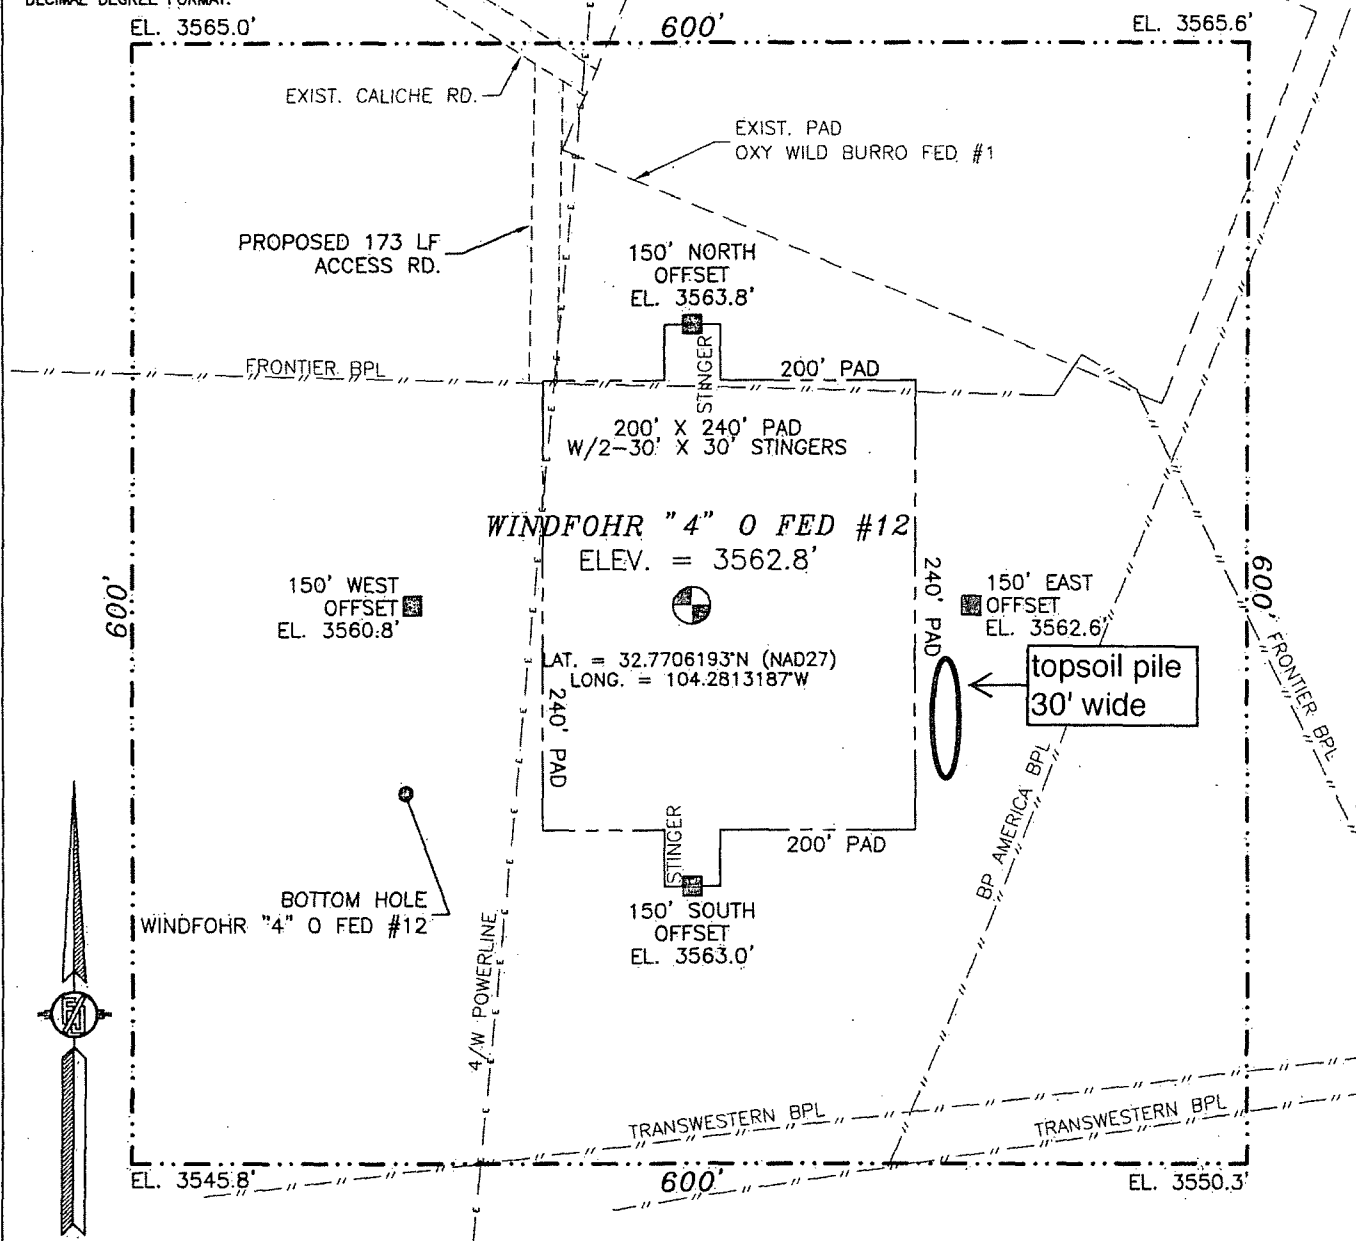 DECIMAL DEGREE FORMAT.
EL. 3565.0'
600'
EL. 3565.6'
EXIST. CALICHE RD.
EXIST. PAD
OXY WILD BURRO FED #1
PROPOSED 173 LF
ACCESS RD.
150' NORTH
OFFSET
EL. 3563.8'
FRONTIER BPL
STINGER
200' PAD
200' X 240' PAD
W/2-30' X 30' STINGERS
WINDFOHR "4" O FED #12
ELEV. = 3562.8'
600'
150' WEST
OFFSET
EL. 3560.8'
240' PAD
150' EAST
OFFSET
EL. 3562.6'
600'
LAT. = 32.7706193°N (NAD27)
LONG. = 104.2813187°W
topsoil pile
30' wide
FRONTIER BPL
240' PAD
BP AMERICA BPL
STINGER
200' PAD
BOTTOM HOLE
WINDFOHR "4" O FED #12
150' SOUTH
OFFSET
EL. 3563.0'
4/W POWERLINE
TRANSWESTERN BPL
TRANSWESTERN BPL
EL. 3545.8'
600'
EL. 3550.3'